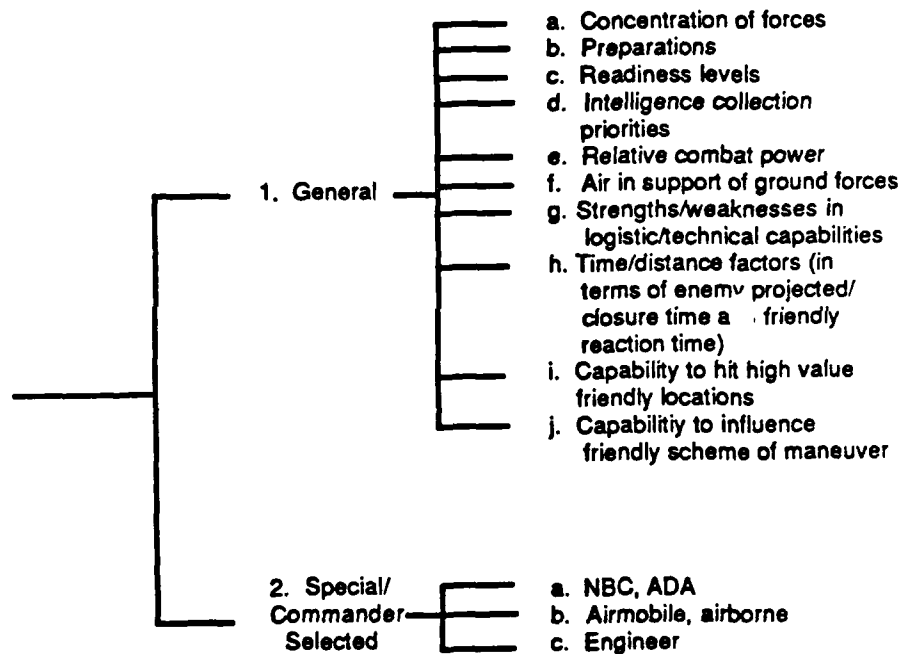 a. Concentration of forces
b. Preparations
c. Readiness levels
d. Intelligence collection
priorities
e. Relative combat power
1. General
f. Air in support of ground forces
g. Strengths/weaknesses in
logistic/technical capabilities
h. Time/distance factors (in
terms of enemy projected/
closure time a friendly
reaction time)
i. Capability to hit high value
friendly locations
j. Capabilitiy to influence
friendly scheme of maneuver
2. Special/
Commander
Selected
a. NBC, ADA
b. Airmobile, airborne
c. Engineer